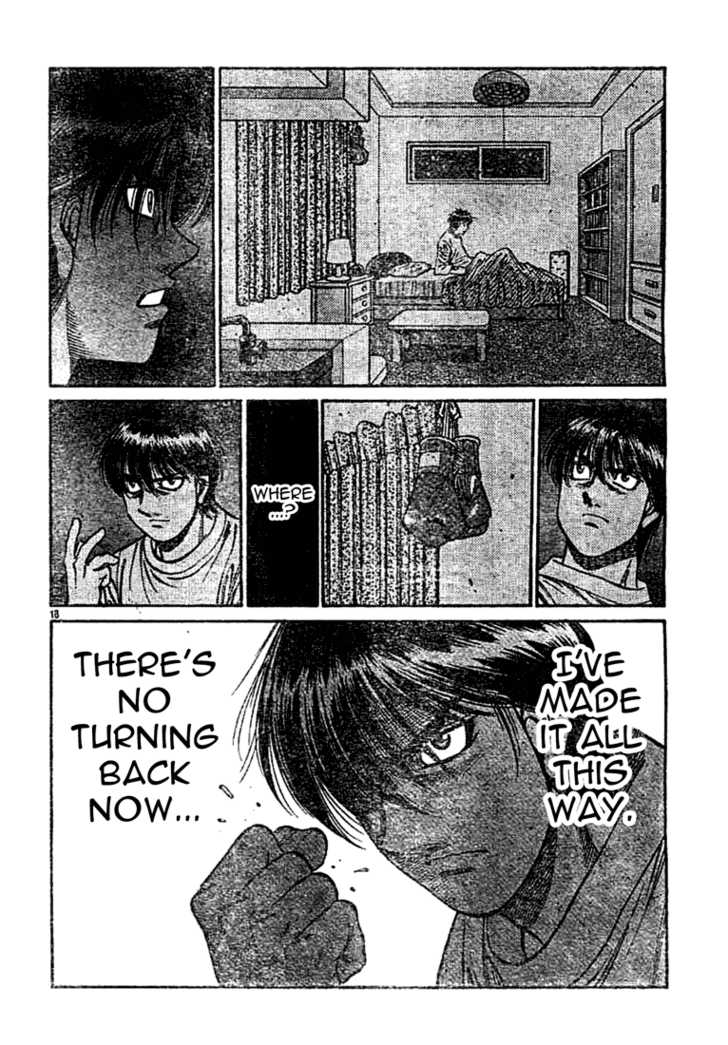 WHERE
...?
18
I'VE
MADE
IT ALL
THIS
WAY.
THERE'S
NO
TURNING
BACK
NOW...